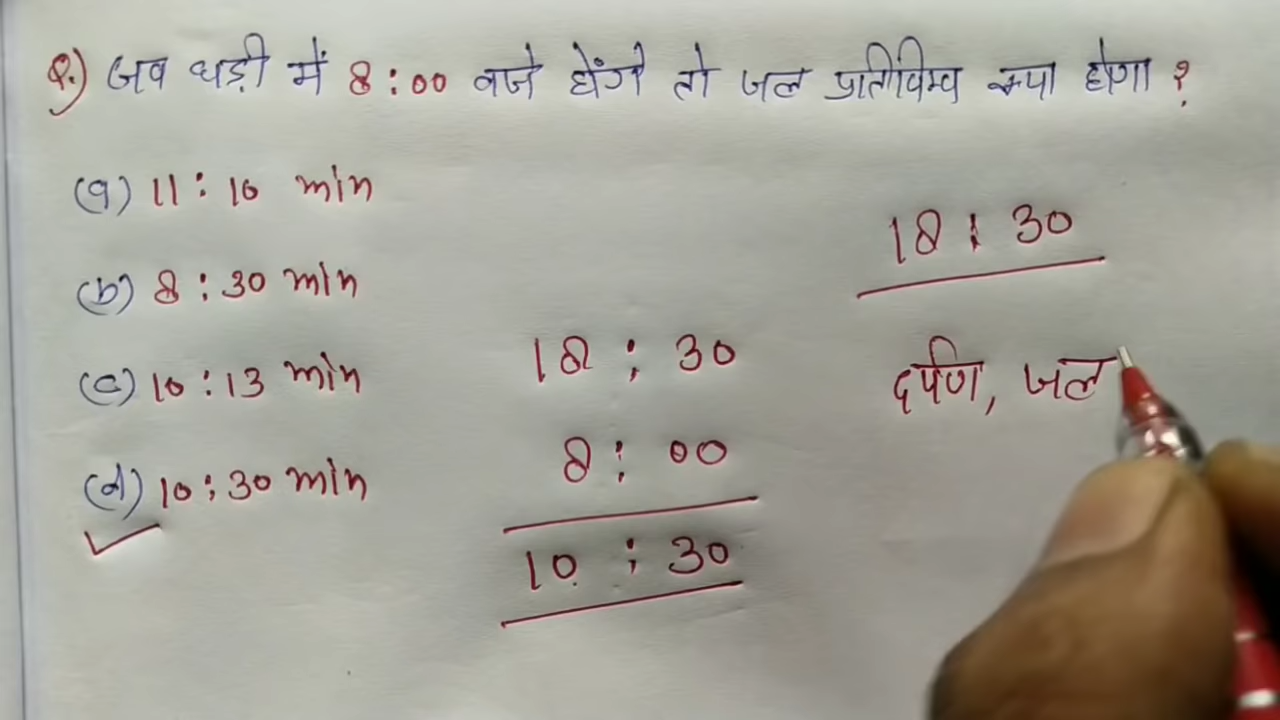 Q.) जब घड़ी में 8:00 बजे होंगे तो जल प्रतीविम्व क्या होगा ?
(a) 11:10 min
(b) 8:30 min
(c) 10:13 min
(d) 10:30 min
18:30
8:00
10:30
18:30
दर्पण, जल